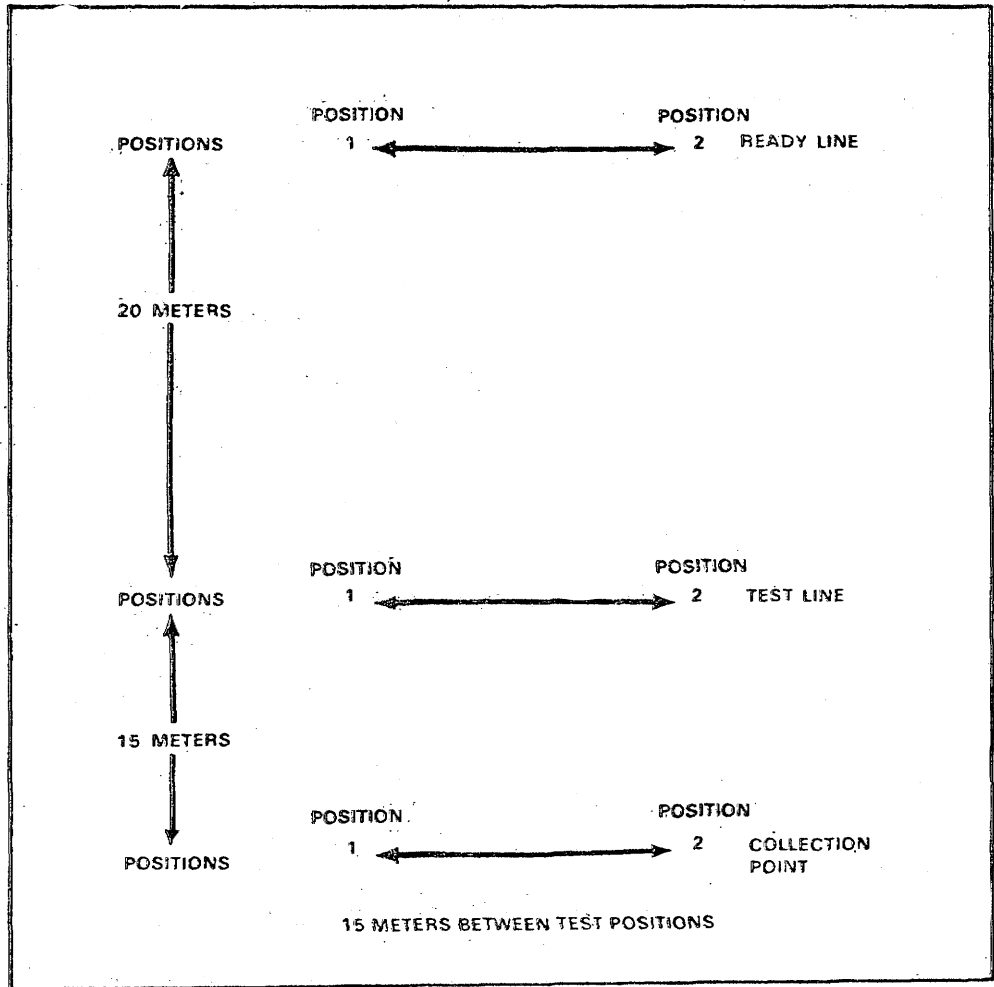 POSITION POSITION
POSITIONS 1 2 READY LINE
20 METERS
POSITION POSITION
POSITIONS 1 2 TEST LINE
15 METERS
POSITION POSITION
POSITIONS 1 2 COLLECTION
POINT
15 METERS BETWEEN TEST POSITIONS